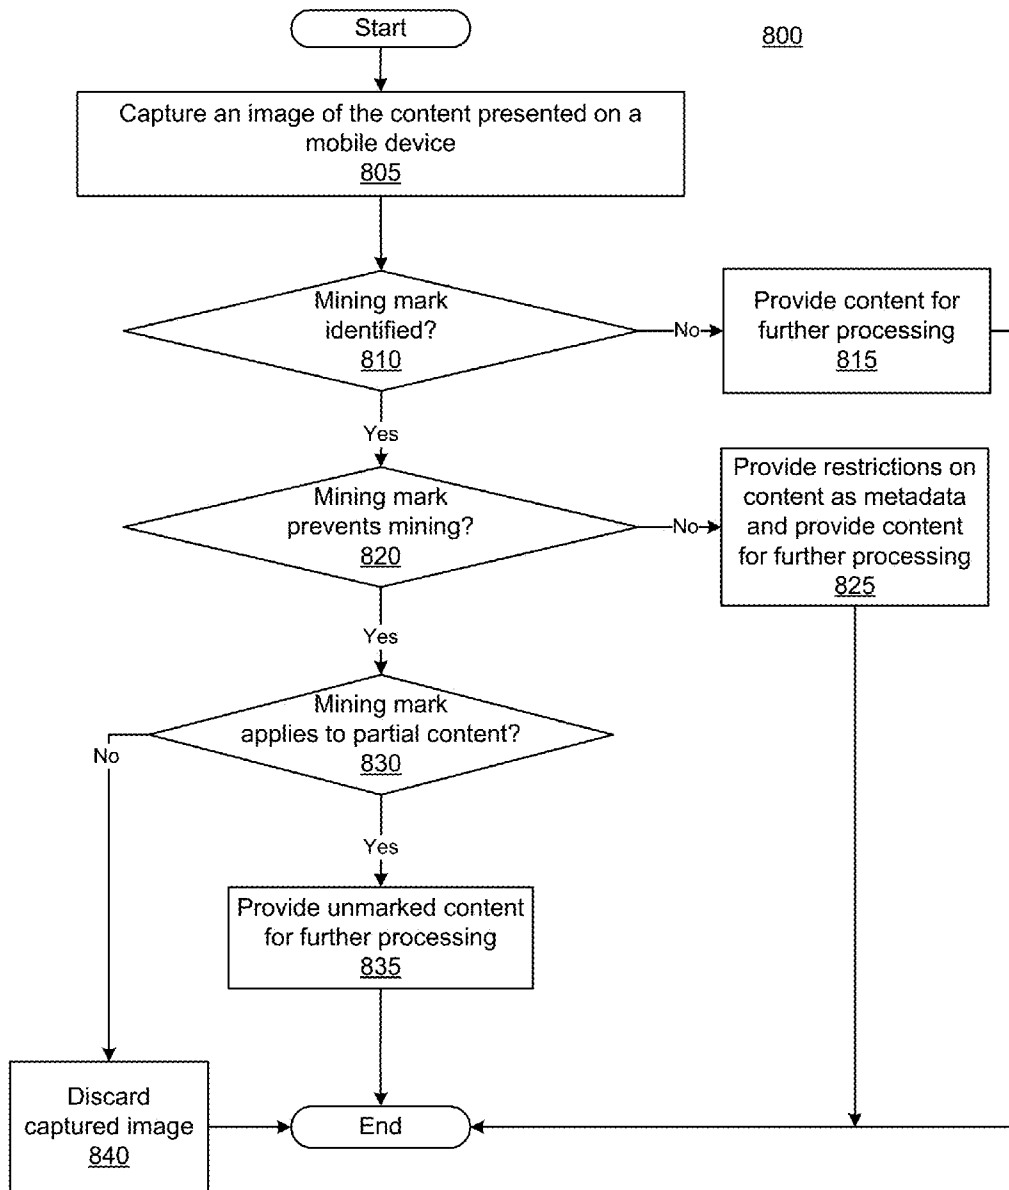 Start
800
Capture an image of the content presented on a
mobile device
805
Mining mark
identified?
810
No
Provide content for
further processing
815
Yes
Mining mark
prevents mining?
820
No
Provide restrictions on
content as metadata
and provide content
for further processing
825
Yes
Mining mark
applies to partial content?
830
No
Yes
Provide unmarked content
for further processing
835
Discard
captured image
840
End